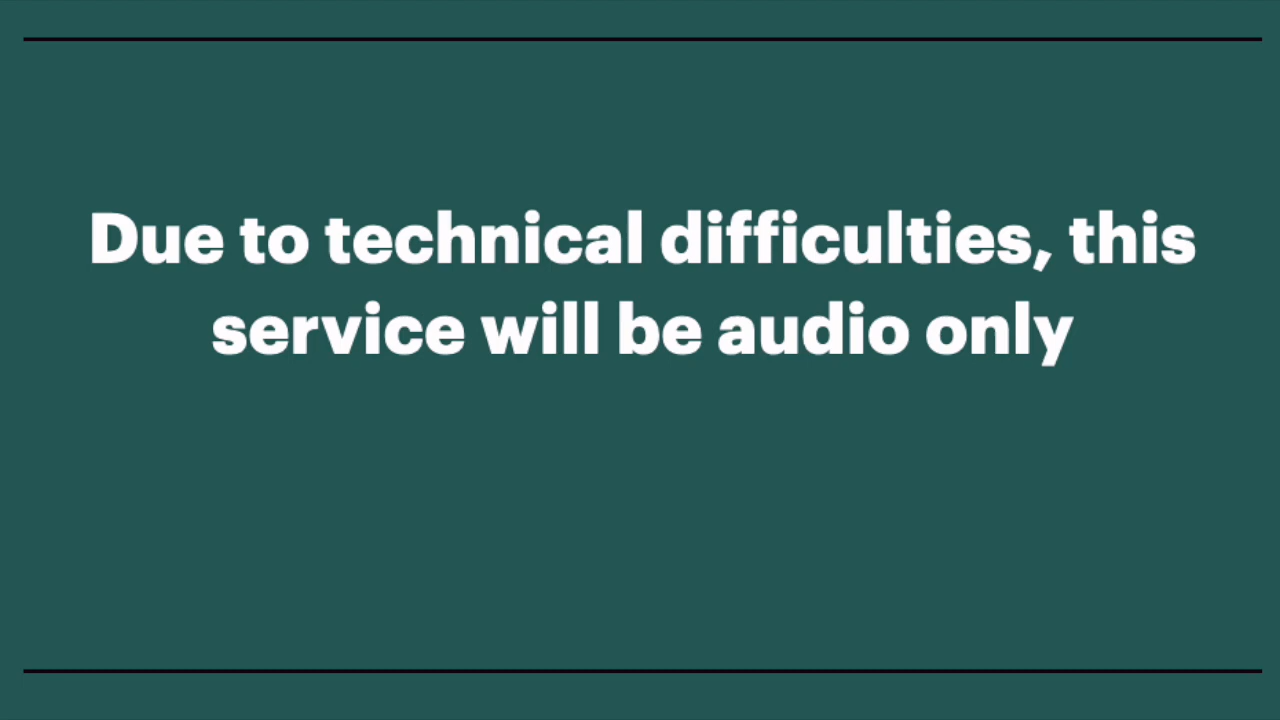 Due to technical difficulties, this
service will be audio only